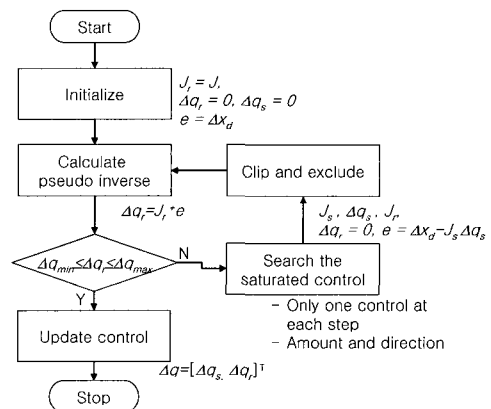 Start
Initialize
J_r = J,
Δq_r = 0, Δq_s = 0
e = Δx_d
Calculate
pseudo inverse
Clip and exclude
Δq_r=J_r⁺e
J_s, Δq_s, J_r,
Δq_r = 0, e = Δx_d-J_sΔq_s
Δq_min≤Δq_r≤Δq_max
N
Search the
saturated control
Y
- Only one control at
each step
- Amount and direction
Update control
Δq=[Δq_s, Δq_r]ᵀ
Stop